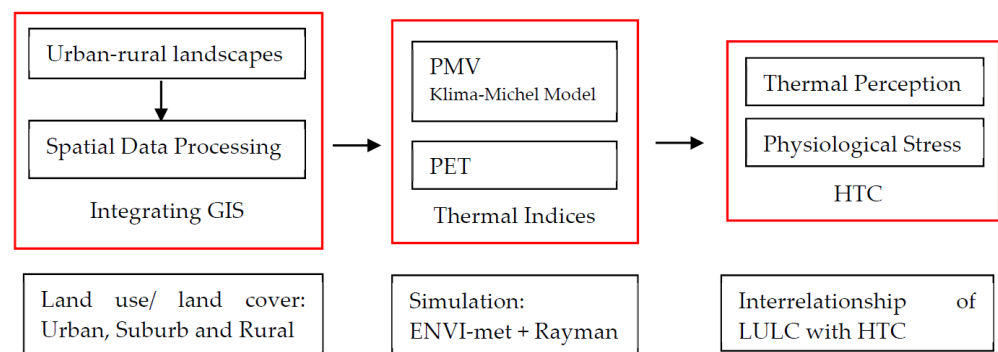 Urban-rural landscapes
Spatial Data Processing
Integrating GIS
PMV
Klima-Michel Model
PET
Thermal Indices
Thermal Perception
Physiological Stress
HTC
Land use/ land cover:
Urban, Suburb and Rural
Simulation:
ENVI-met + Rayman
Interrelationship of
LULC with HTC